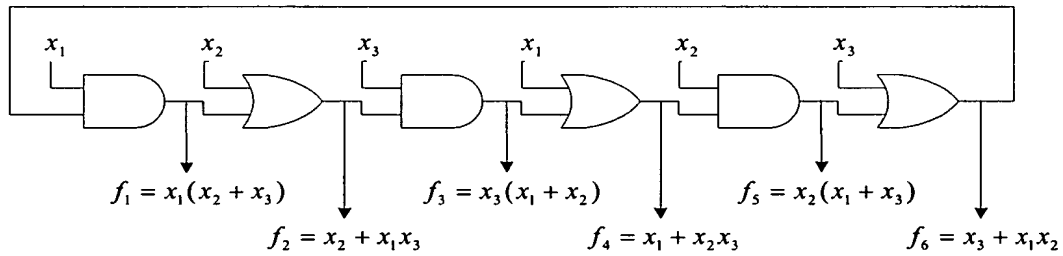 x₁ x₂ x₃ x₁ x₂ x₃
f₁ = x₁(x₂ + x₃) f₃ = x₃(x₁ + x₂) f₅ = x₂(x₁ + x₃)
f₂ = x₂ + x₁x₃ f₄ = x₁ + x₂x₃ f₆ = x₃ + x₁x₂